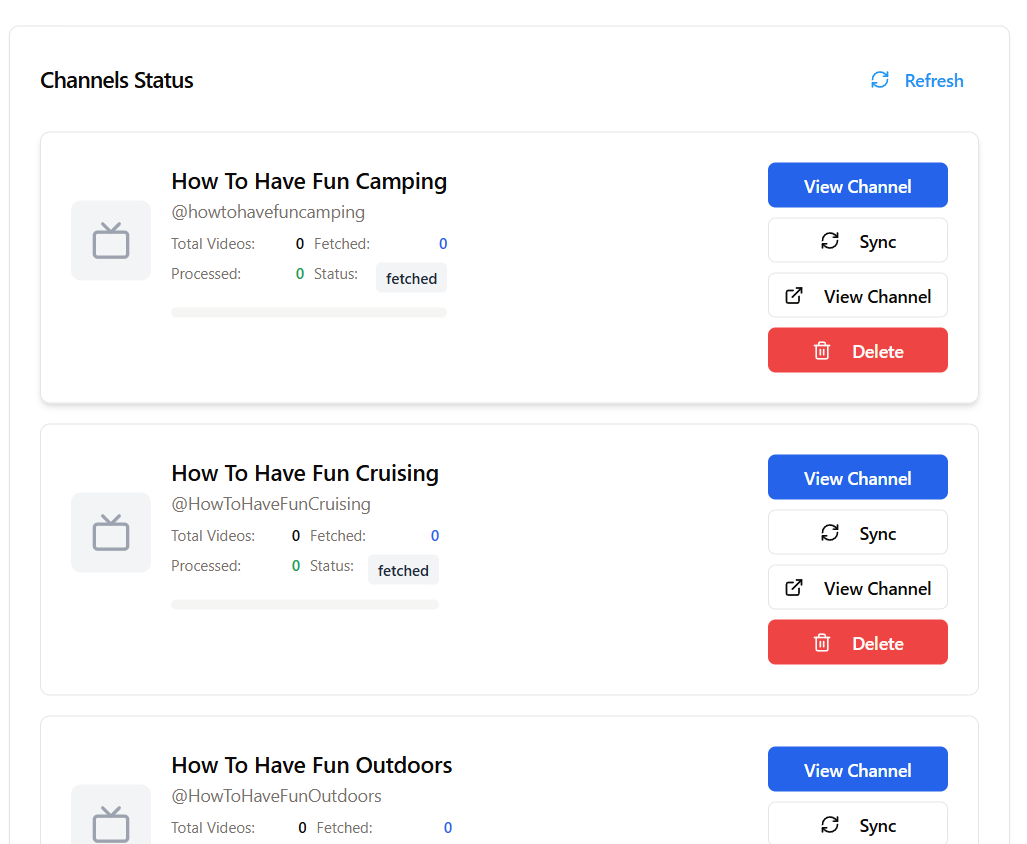 Channels Status
Refresh
How To Have Fun Camping
@howtohavefuncamping
Total Videos: 0 Fetched: 0
Processed: 0 Status: fetched
View Channel
Sync
View Channel
Delete
How To Have Fun Cruising
@HowToHaveFunCruising
Total Videos: 0 Fetched: 0
Processed: 0 Status: fetched
View Channel
Sync
View Channel
Delete
How To Have Fun Outdoors
@HowToHaveFunOutdoors
Total Videos: 0 Fetched: 0
View Channel
Sync